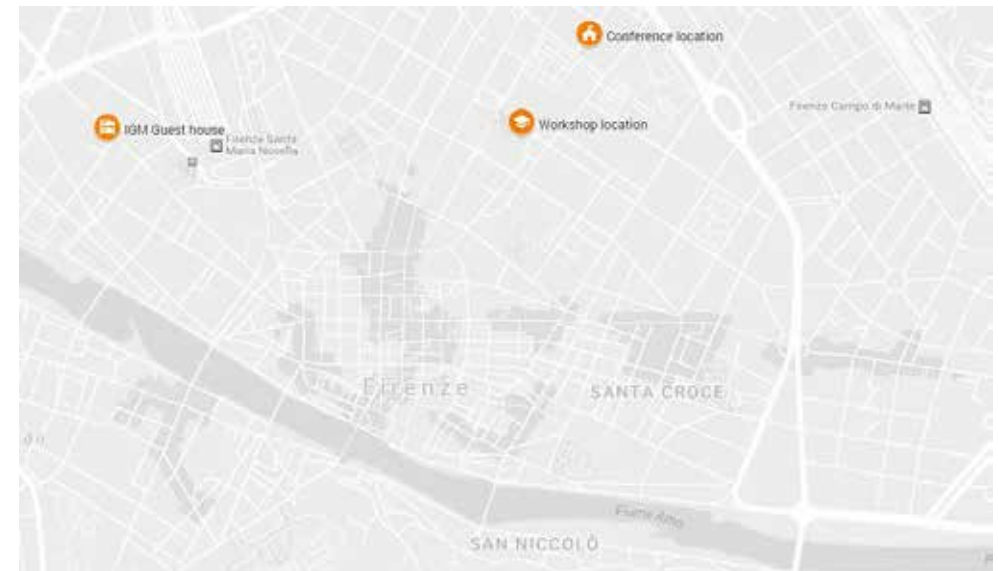 Conference location
Firenze Campo di Marte
Workshop location
IGM Guest house
Firenze Santa
Maria Novella
Firenze
SANTA CROCE
Fiume Arno
SAN NICCOLÒ